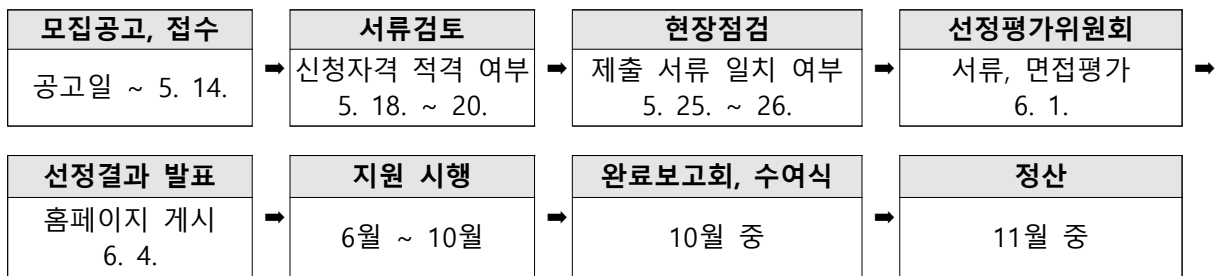 모집공고, 접수
공고일 ~ 5. 14.
➡
서류검토
신청자격 적격 여부
5. 18. ~ 20.
➡
현장점검
제출 서류 일치 여부
5. 25. ~ 26.
➡
선정평가위원회
서류, 면접평가
6. 1.
➡
선정결과 발표
홈페이지 게시
6. 4.
➡
지원 시행
6월 ~ 10월
➡
완료보고회, 수여식
10월 중
➡
정산
11월 중